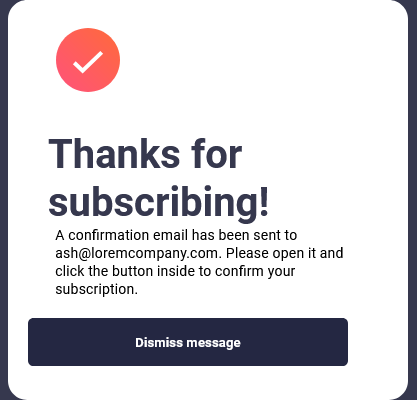 Thanks for
subscribing!
A confirmation email has been sent to
ash@loremcompany.com. Please open it and
click the button inside to confirm your
subscription.
Dismiss message